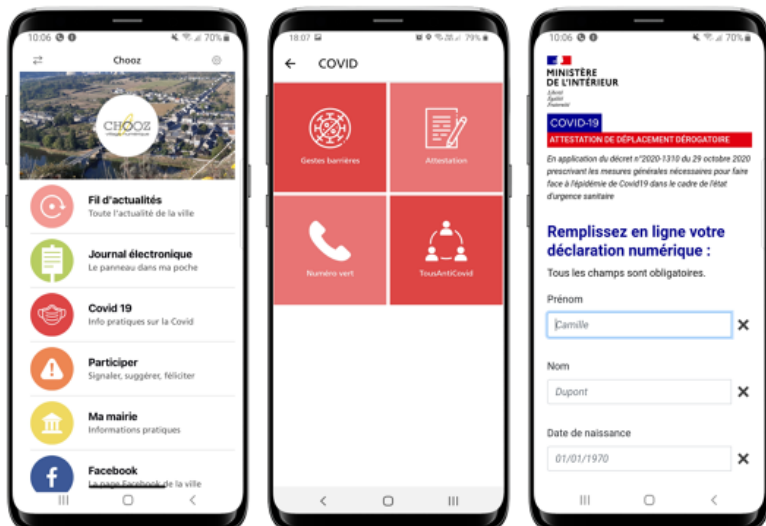 10:06
70%
Chooz
CHOOZ
village numérique
Fil d'actualités
Toute l'actualité de la ville
Journal électronique
Le panneau dans ma poche
Covid 19
Info pratiques sur la Covid
Participer
Signaler, suggérer, féliciter
Ma mairie
Informations pratiques
Facebook
La page Facebook de la ville
18:07
79%
COVID
Gestes barrières
Attestation
Numéro vert
TousAntiCovid
10:06
70%
MINISTÈRE
DE L'INTÉRIEUR
Liberté
Égalité
Fraternité
COVID-19
ATTESTATION DE DÉPLACEMENT DÉROGATOIRE
En application du décret n°2020-1310 du 29 octobre 2020
prescrivant les mesures générales nécessaires pour faire
face à l'épidémie de Covid19 dans le cadre de l'état
d'urgence sanitaire
Remplissez en ligne votre
déclaration numérique :
Tous les champs sont obligatoires.
Prénom
Camille
Nom
Dupont
Date de naissance
01/01/1970